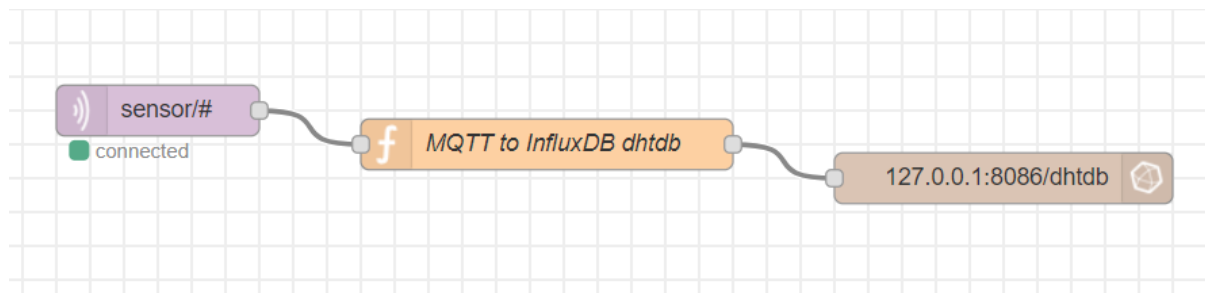 sensor/#
connected
MQTT to InfluxDB dhtdb
127.0.0.1:8086/dhtdb